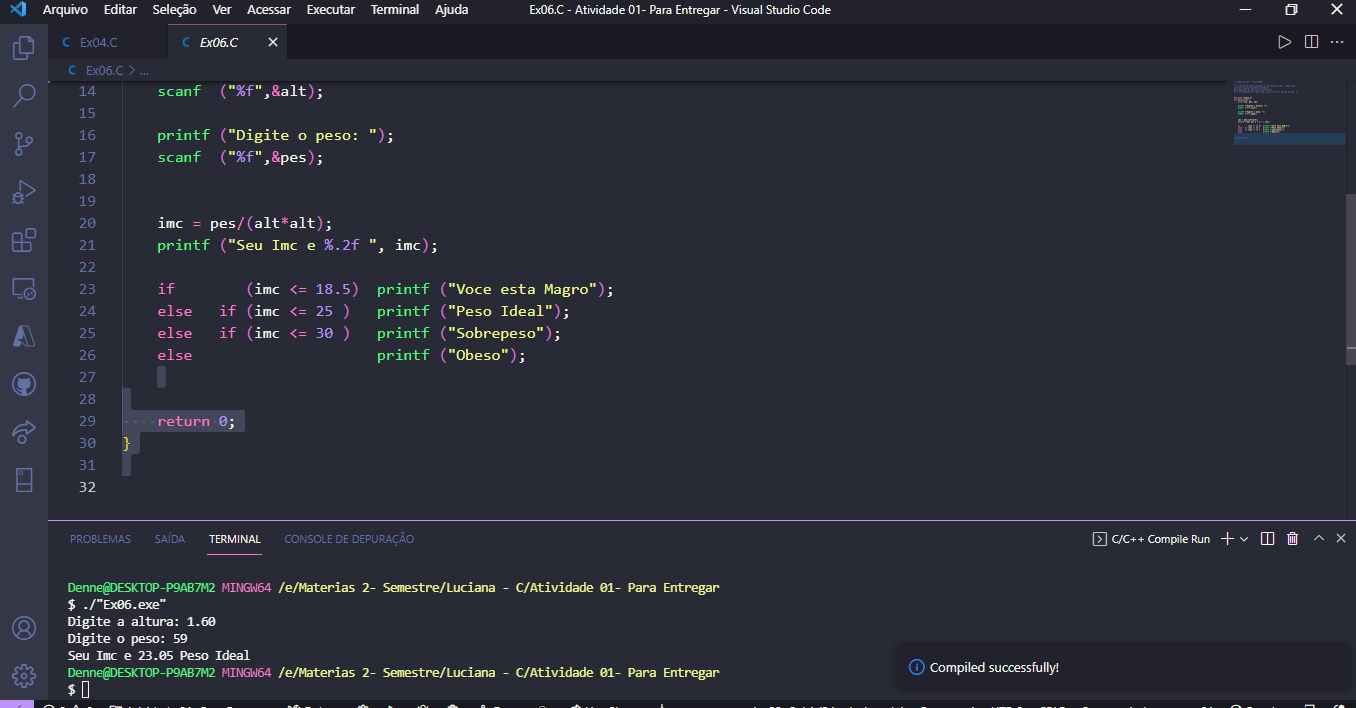 Arquivo Editar Seleção Ver Acessar Executar Terminal Ajuda Ex06.C - Atividade 01- Para Entregar - Visual Studio Code
C Ex04.C C Ex06.C
C Ex06.C > ...
14 scanf ("%f",&alt);
15
16 printf ("Digite o peso: ");
17 scanf ("%f",&pes);
18
19
20 imc = pes/(alt*alt);
21 printf ("Seu Imc e %.2f ", imc);
22
23 if (imc <= 18.5) printf ("Voce esta Magro");
24 else if (imc <= 25 ) printf ("Peso Ideal");
25 else if (imc <= 30 ) printf ("Sobrepeso");
26 else printf ("Obeso");
27
28
29 return 0;
30 }
31
32
PROBLEMAS SAÍDA TERMINAL CONSOLE DE DEPURAÇÃO C/C++ Compile Run
Denne@DESKTOP-P9AB7M2 MINGW64 /e/Materias 2- Semestre/Luciana - C/Atividade 01- Para Entregar
$ ./"Ex06.exe"
Digite a altura: 1.60
Digite o peso: 59
Seu Imc e 23.05 Peso Ideal
Denne@DESKTOP-P9AB7M2 MINGW64 /e/Materias 2- Semestre/Luciana - C/Atividade 01- Para Entregar
$
Compiled successfully!